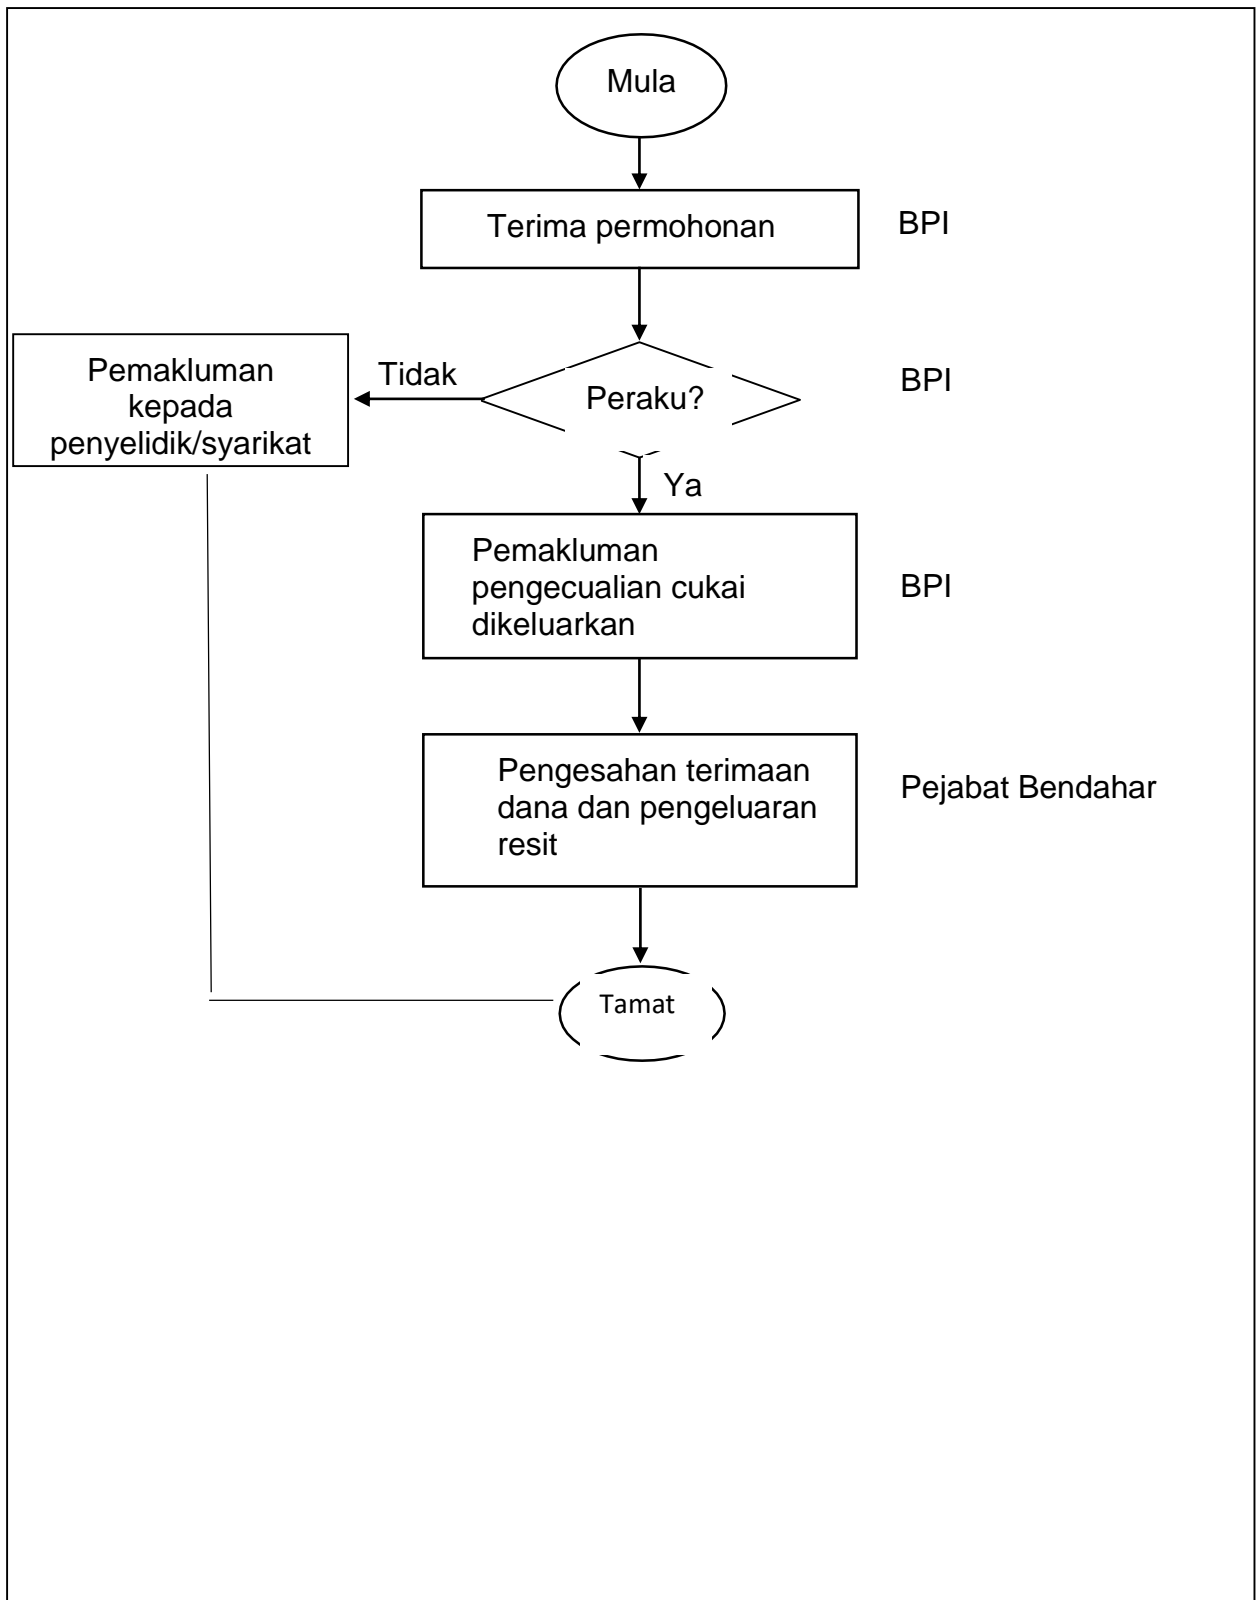 Mula
Terima permohonan
BPI
Pemakluman
kepada
penyelidik/syarikat
Tidak
Peraku?
BPI
Ya
Pemakluman
pengecualian cukai
dikeluarkan
BPI
Pengesahan terimaan
dana dan pengeluaran
resit
Pejabat Bendahar
Tamat